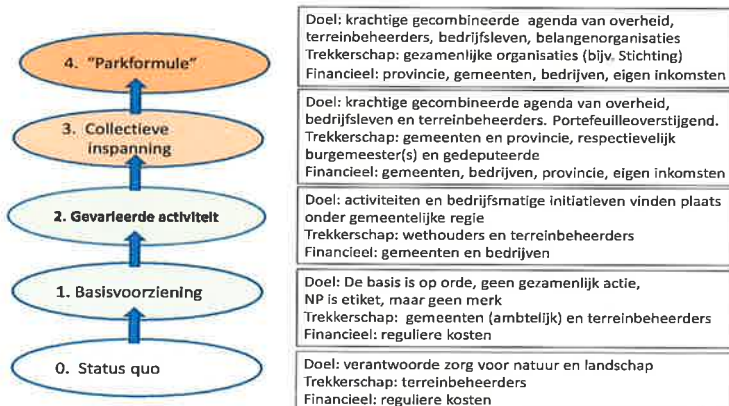 4. "Parkformule"
Doel: krachtige gecombineerde agenda van overheid,
terreinbeheerders, bedrijfsleven, belangenorganisaties
Trekkerschap: gezamenlijke organisaties (bijv. Stichting)
Financieel: provincie, gemeenten, bedrijven, eigen inkomsten
3. Collectieve
inspanning
Doel: krachtige gecombineerde agenda van overheid,
bedrijfsleven en terreinbeheerders. Portefeuilleoverstijgend.
Trekkerschap: gemeenten en provincie, respectievelijk
burgemeester(s) en gedeputeerde
Financieel: gemeenten, bedrijven, provincie, eigen inkomsten
2. Gevarieerde activiteit
Doel: activiteiten en bedrijfsmatige initiatieven vinden plaats
onder gemeentelijke regie
Trekkerschap: wethouders en terreinbeheerders
Financieel: gemeenten en bedrijven
1. Basisvoorziening
Doel: De basis is op orde, geen gezamenlijk actie,
NP is etiket, maar geen merk
Trekkerschap: gemeenten (ambtelijk) en terreinbeheerders
Financieel: reguliere kosten
0. Status quo
Doel: verantwoorde zorg voor natuur en landschap
Trekkerschap: terreinbeheerders
Financieel: reguliere kosten